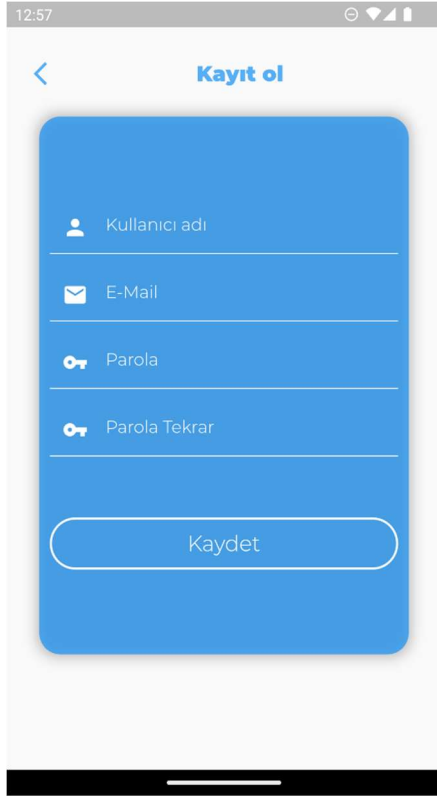 12:57
Kayıt ol
Kullanıcı adı
E-Mail
Parola
Parola Tekrar
Kaydet